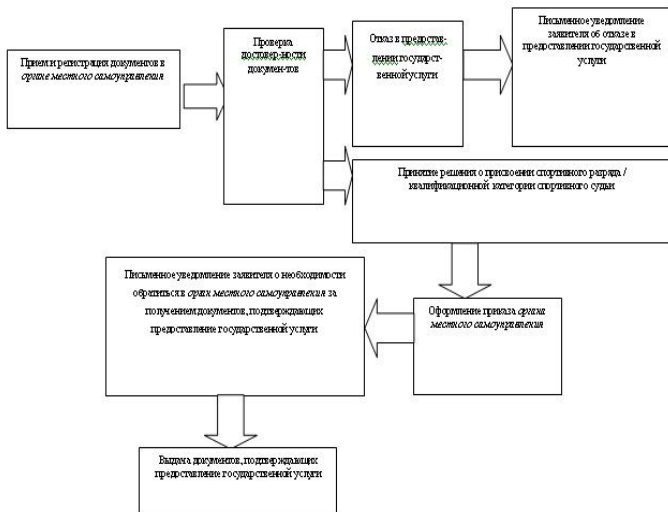 Прием и регистрация документов в
органе местного самоуправления
Проверка
достовер-ности
докумен-тов
Отказ в предостав-
лении государст-
венной услуги
Письменное уведомление
заявителя об отказе в
предоставлении государственной
услуги
Принятие решения о присвоении спортивного разряда /
квалификационной категории спортивного судьи
Оформление приказа органа
местного самоуправления
Письменное уведомление заявителя о необходимости
обратиться в орган местного самоуправления за
получением документов, подтверждающих
предоставление государственной услуги
Выдача документов, подтверждающих
предоставление государственной услуги